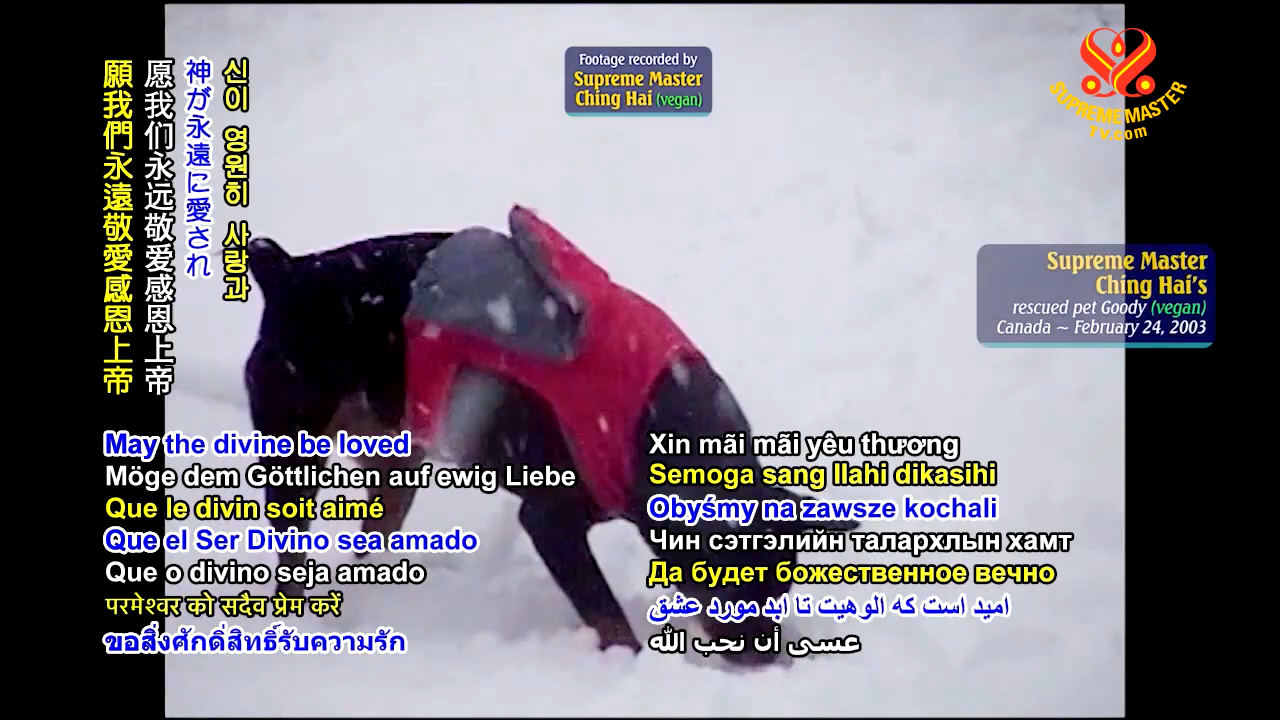 Footage recorded by
Supreme Master
Ching Hai (vegan)
SUPREME MASTER
TV.com
신이 영원히 사랑과
神が永遠に愛され
愿我们永远敬爱感恩上帝
願我們永遠敬愛感恩上帝
Supreme Master
Ching Hai's
rescued pet Goody (vegan)
Canada ~ February 24, 2003
May the divine be loved
Möge dem Göttlichen auf ewig Liebe
Que le divin soit aimé
Que el Ser Divino sea amado
Que o divino seja amado
परमेश्वर को सदैव प्रेम करें
ขอสิ่งศักดิ์สิทธิ์รับความรัก
Xin mãi mãi yêu thương
Semoga sang Ilahi dikasihi
Obyśmy na zawsze kochali
Чин сэтгэлийн талархлын хамт
Да будет божественное вечно
امید است که الوهیت تا ابد مورد عشق
عسى أن نحب الله